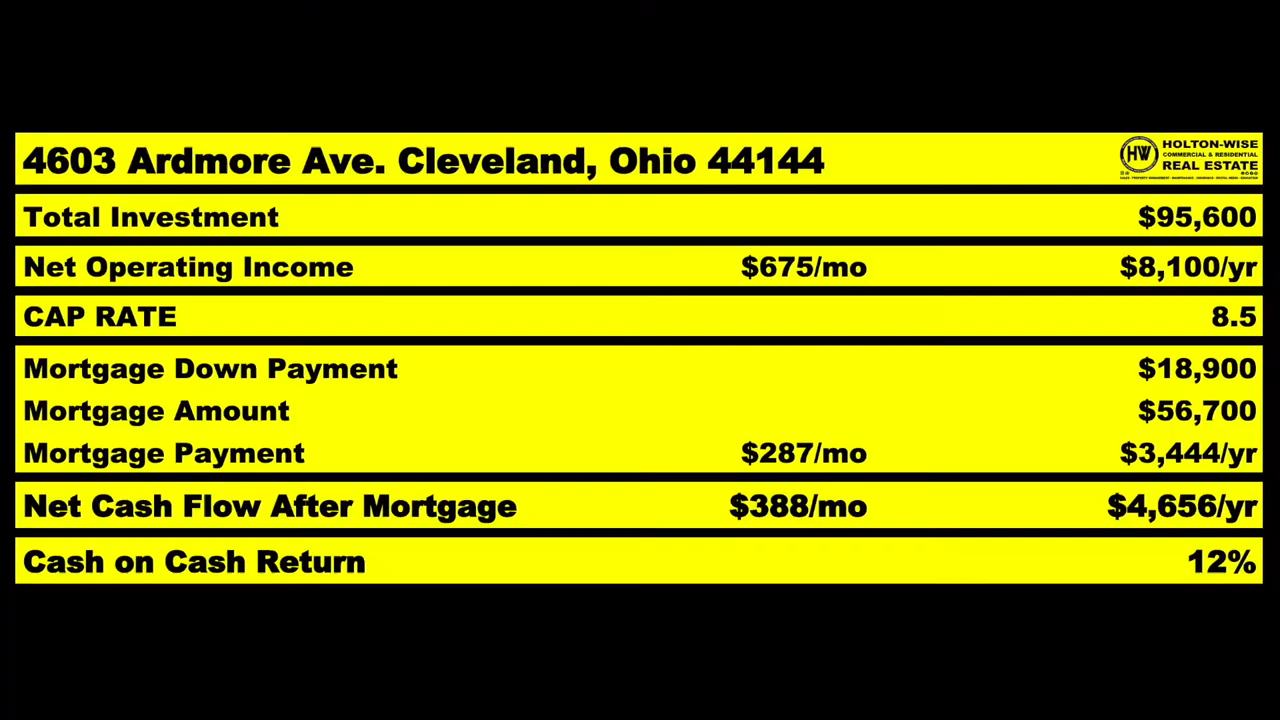 4603 Ardmore Ave. Cleveland, Ohio 44144
HW
HOLTON-WISE
COMMERCIAL & RESIDENTIAL
REAL ESTATE
Total Investment $95,600
Net Operating Income $675/mo $8,100/yr
CAP RATE 8.5
Mortgage Down Payment $18,900
Mortgage Amount $56,700
Mortgage Payment $287/mo $3,444/yr
Net Cash Flow After Mortgage $388/mo $4,656/yr
Cash on Cash Return 12%